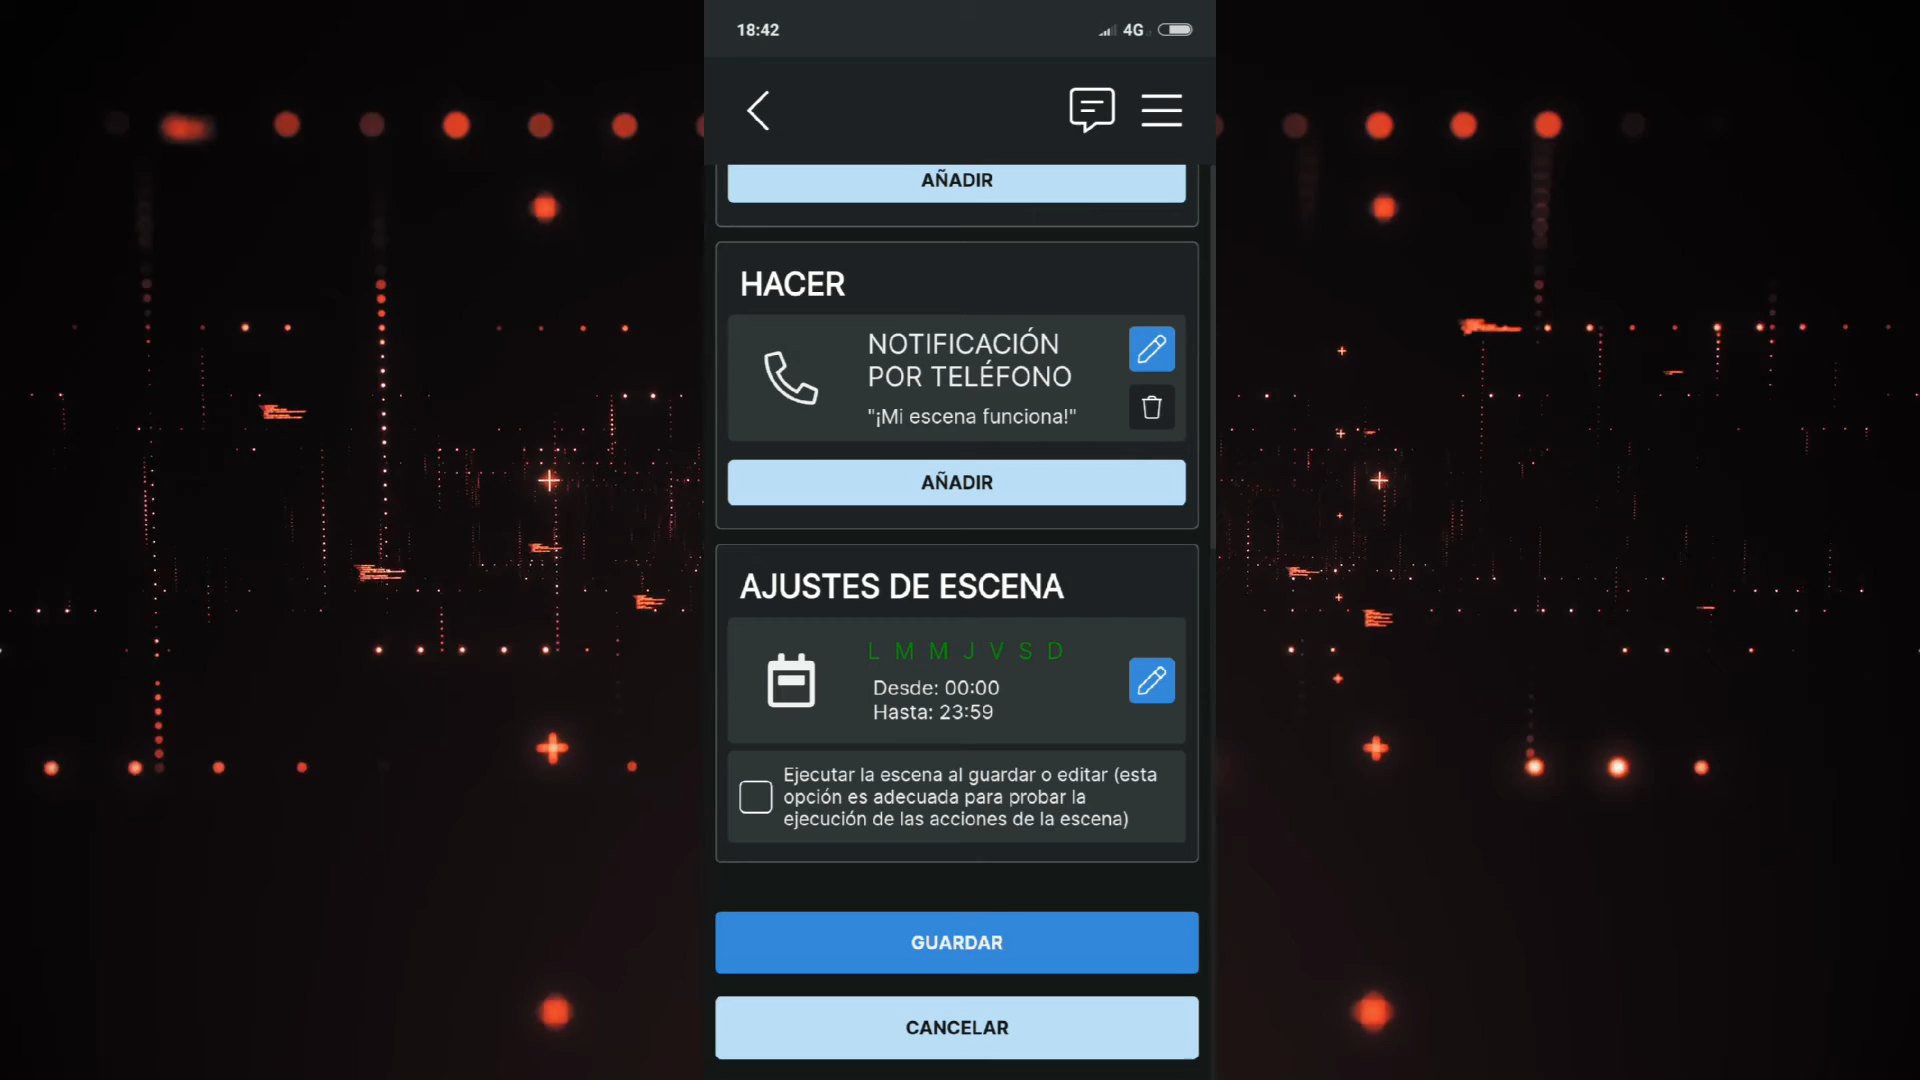 18:42
4G
AÑADIR
HACER
NOTIFICACIÓN
POR TELÉFONO
"¡Mi escena funciona!"
AÑADIR
AJUSTES DE ESCENA
L M M J V S D
Desde: 00:00
Hasta: 23:59
Ejecutar la escena al guardar o editar (esta
opción es adecuada para probar la
ejecución de las acciones de la escena)
GUARDAR
CANCELAR